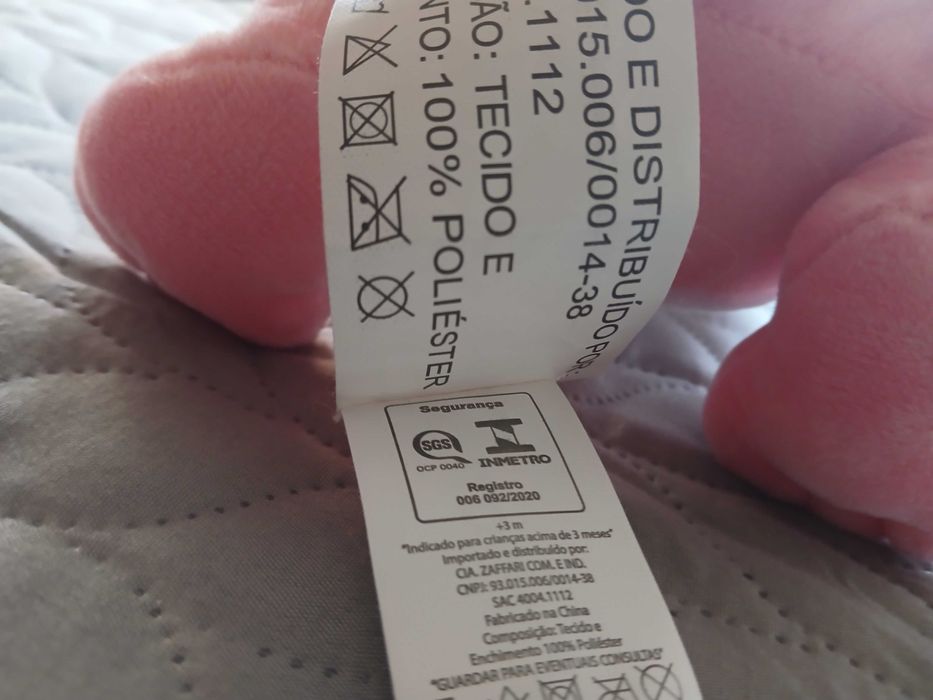 DO E DISTRIBUÍDO POR:
015.006/0014-38
.1112
ÃO: TECIDO E
NTO: 100% POLIÉSTER
Segurança
SGS
OCP 0040
INMETRO
Registro
006 092/2020
+3 m
"Indicado para crianças acima de 3 meses"
Importado e distribuído por:
CIA. ZAFFARI COM. E IND.
CNPJ: 93.015.006/0014-38
SAC 4004.1112
Fabricado na China
Composição: Tecido e
Enchimento 100% Poliéster
"GUARDAR PARA EVENTUAIS CONSULTAS"